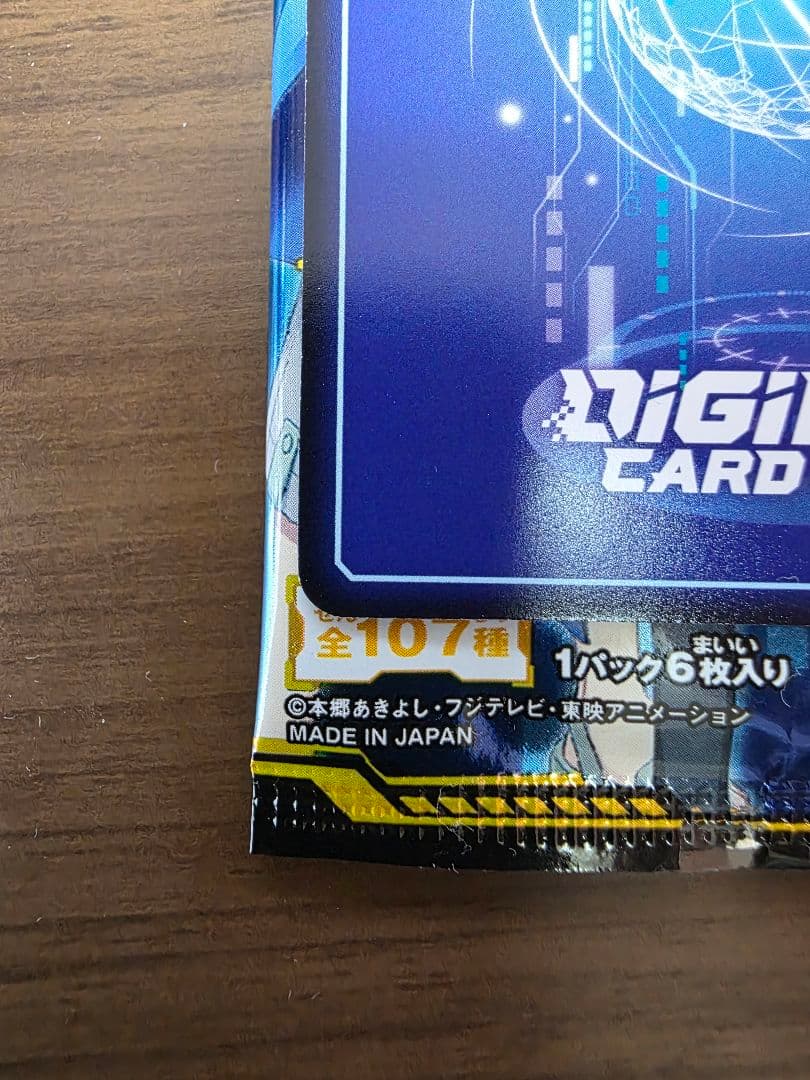 DIGI
CARD
全107種
まいい
1パック6枚入り
©本郷あきよし・フジテレビ・東映アニメーション
MADE IN JAPAN